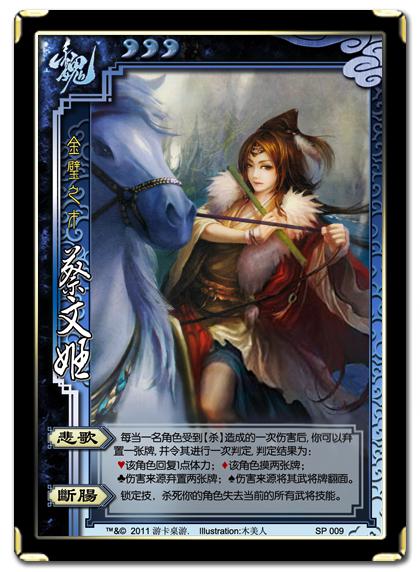 魏
金璧之才
蔡文姬
悲歌
每当一名角色受到【杀】造成的一次伤害后,你可以弃
置一张牌,并令其进行一次判定,判定结果为:
♥该角色回复1点体力; ♦该角色摸两张牌;
♣伤害来源弃置两张牌; ♠伤害来源将其武将牌翻面。
斷腸
锁定技,杀死你的角色失去当前的所有武将技能。
™&© 2011 游卡桌游. Illustration:木美人 SP 009